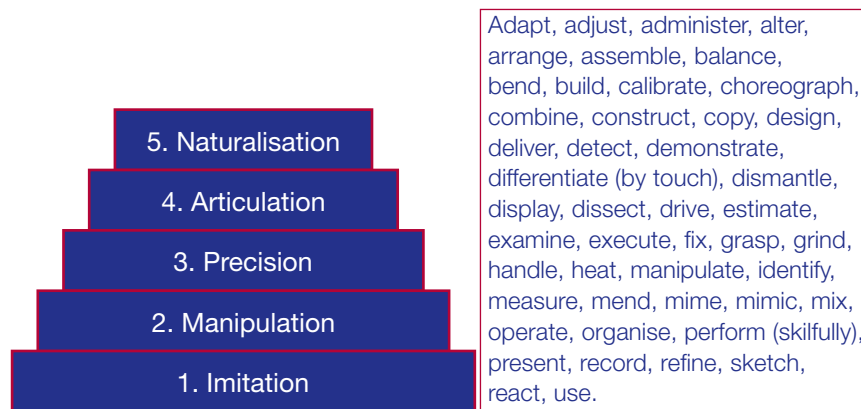 5. Naturalisation
4. Articulation
3. Precision
2. Manipulation
1. Imitation
Adapt, adjust, administer, alter,
arrange, assemble, balance,
bend, build, calibrate, choreograph,
combine, construct, copy, design,
deliver, detect, demonstrate,
differentiate (by touch), dismantle,
display, dissect, drive, estimate,
examine, execute, fix, grasp, grind,
handle, heat, manipulate, identify,
measure, mend, mime, mimic, mix,
operate, organise, perform (skilfully),
present, record, refine, sketch,
react, use.